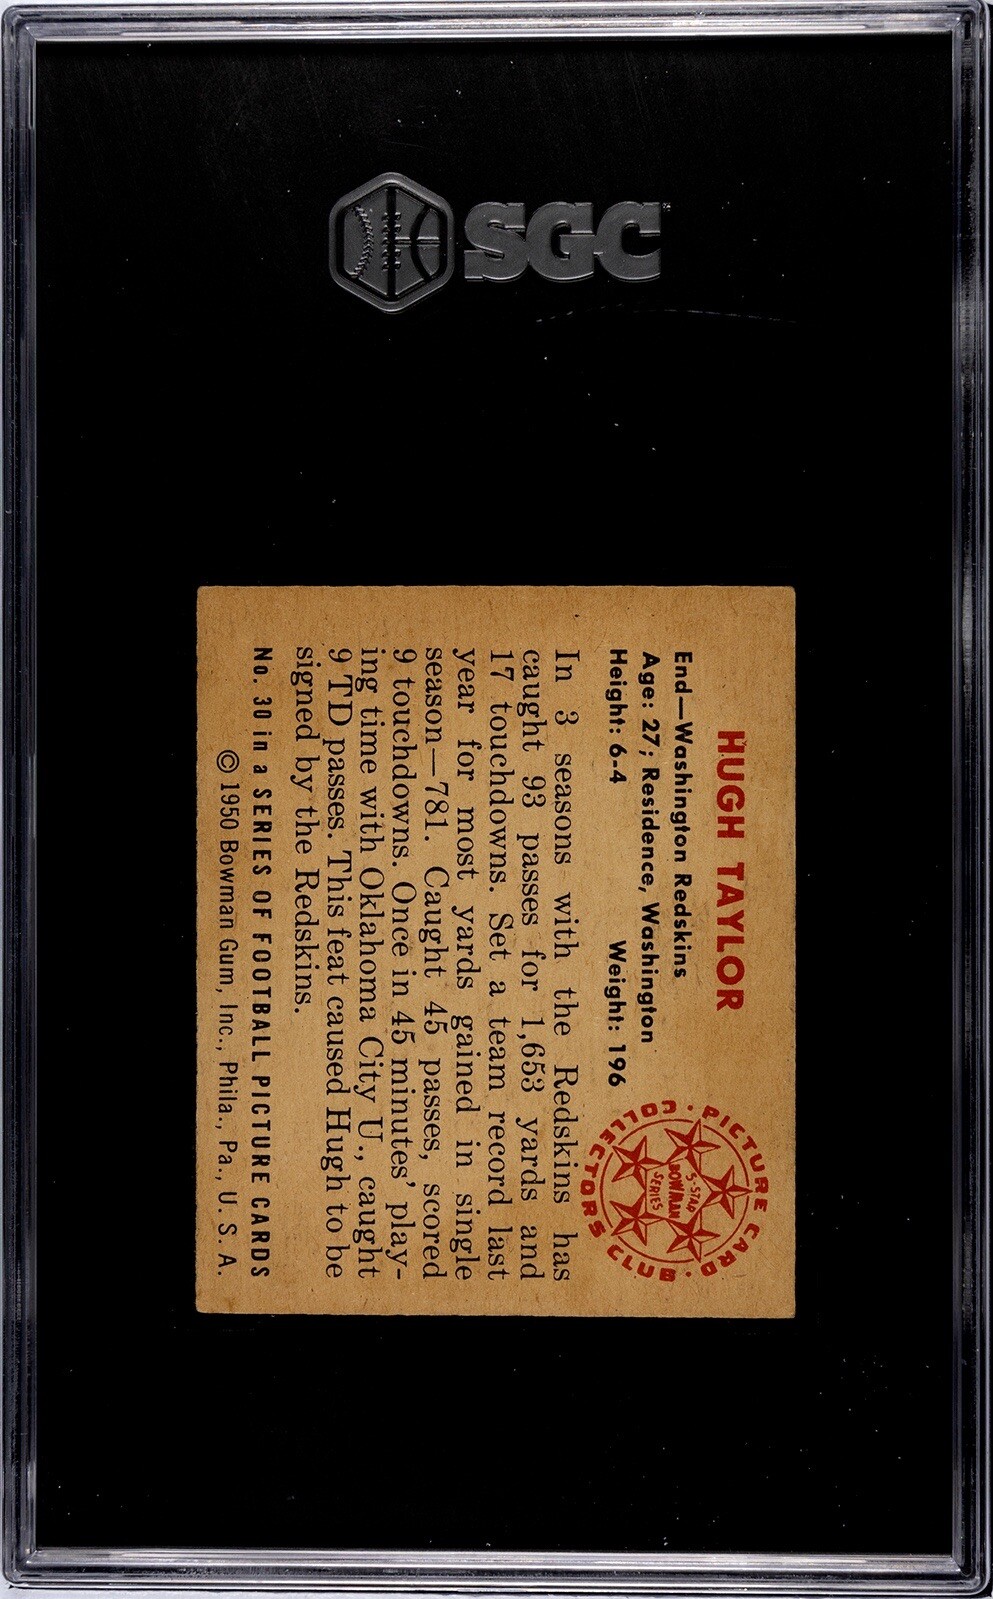 SGC
HUGH TAYLOR
End—Washington Redskins
Age: 27; Residence, Washington
Height: 6-4 Weight: 196
PICTURE CARD
COLLECTORS CLUB
5-STAR
BOWMAN
SERIES
In 3 seasons with the Redskins has
caught 93 passes for 1,653 yards and
17 touchdowns. Set a team record last
year for most yards gained in single
season—781. Caught 45 passes, scored
9 touchdowns. Once in 45 minutes' play-
ing time with Oklahoma City U., caught
9 TD passes. This feat caused Hugh to be
signed by the Redskins.
No. 30 in a SERIES OF FOOTBALL PICTURE CARDS
© 1950 Bowman Gum, Inc., Phila., Pa., U. S. A.